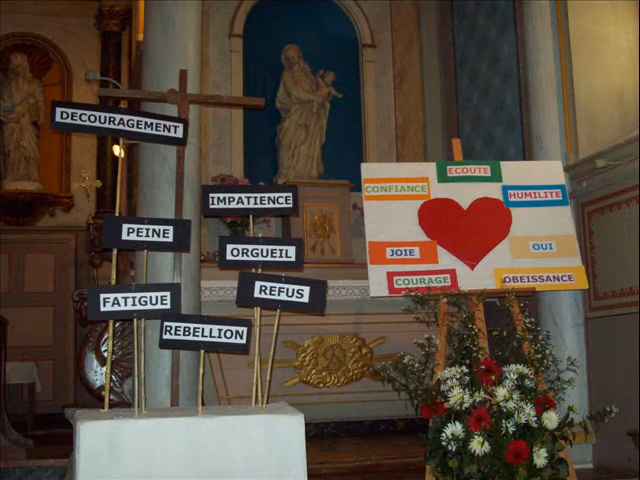 DECOURAGEMENT
IMPATIENCE
PEINE
ORGUEIL
FATIGUE
REFUS
REBELLION
ECOUTE
CONFIANCE
HUMILITE
JOIE
OUI
COURAGE
OBEISSANCE